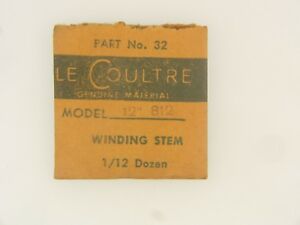 PART No. 32
LE COULTRE
GENUINE MATERIAL
MODEL 12" 812
WINDING STEM
1/12 Dozen